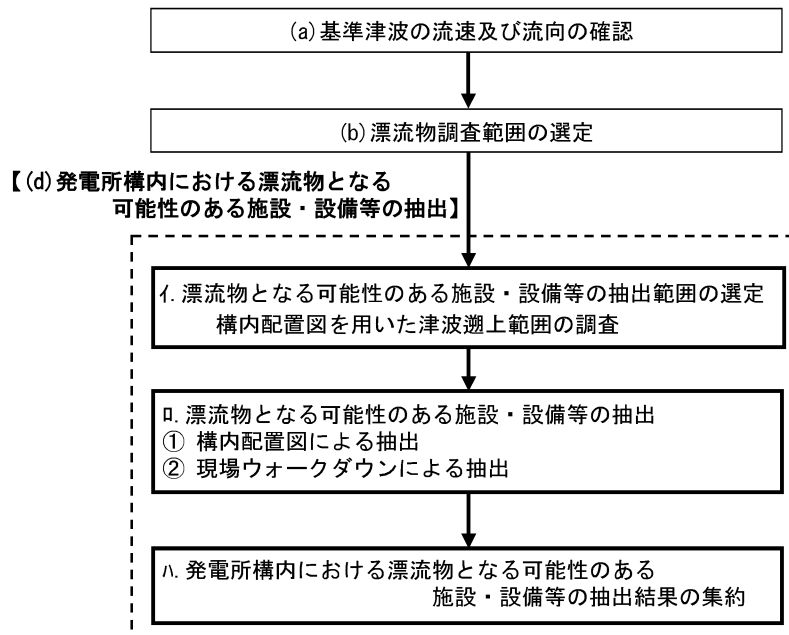 (a)基準津波の流速及び流向の確認
(b)漂流物調査範囲の選定
【(d)発電所構内における漂流物となる
可能性のある施設・設備等の抽出】
ｲ.漂流物となる可能性のある施設・設備等の抽出範囲の選定
構内配置図を用いた津波遡上範囲の調査
ﾛ.漂流物となる可能性のある施設・設備等の抽出
① 構内配置図による抽出
② 現場ウォークダウンによる抽出
ﾊ.発電所構内における漂流物となる可能性のある
施設・設備等の抽出結果の集約